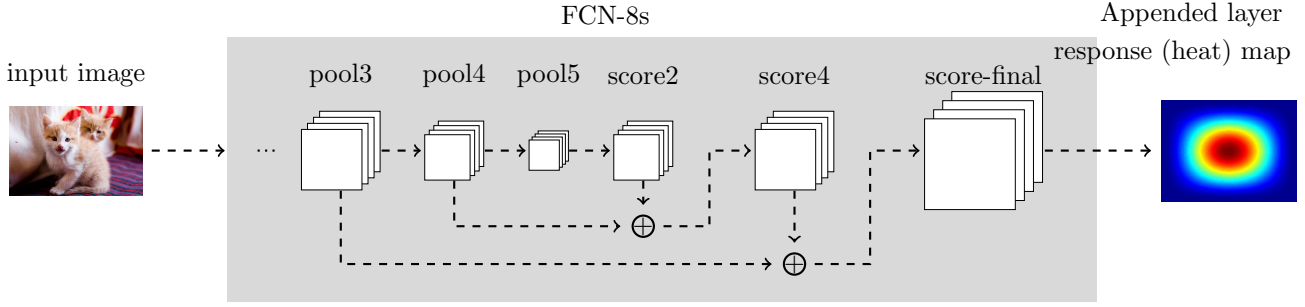 FCN-8s
Appended layer
response (heat) map
input image
pool3
pool4
pool5
score2
score4
score-final
...